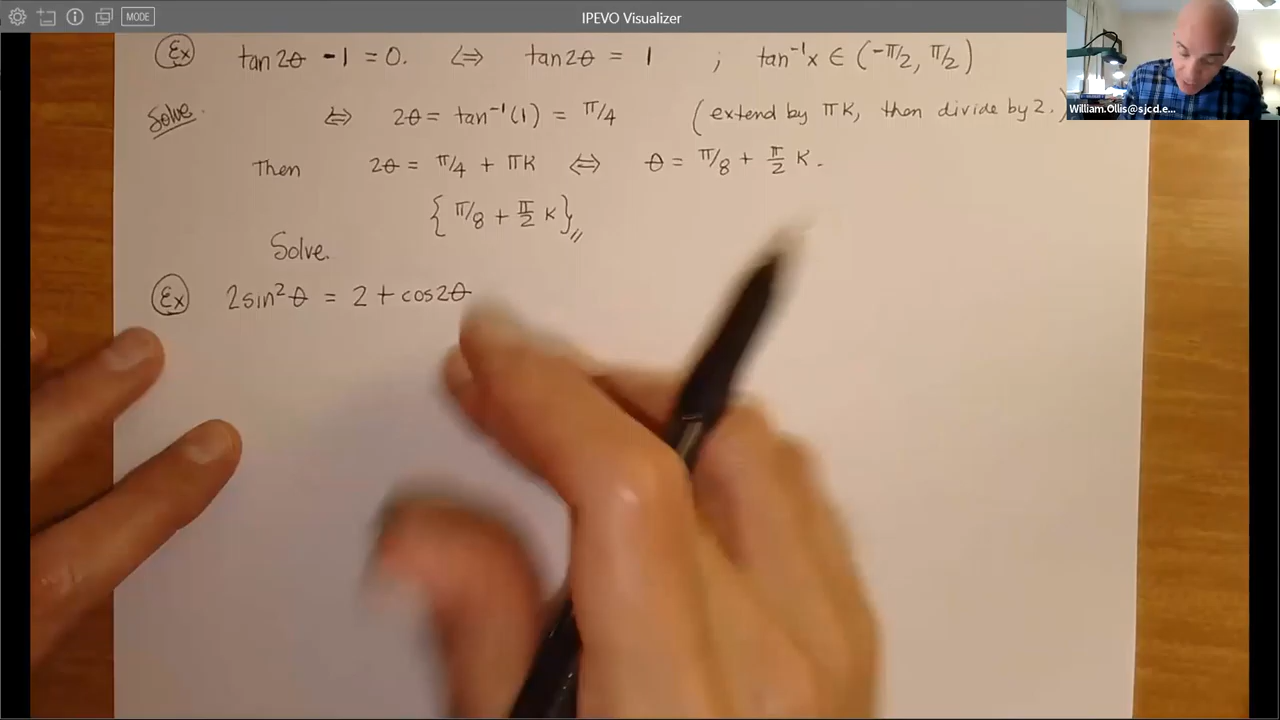 IPEVO Visualizer
MODE
William.Ollis@sjcd.e...
Ex tan2θ -1 = 0. ⇔ tan2θ = 1 ; tan⁻¹x ∈ (-π/2, π/2)
Solve. ⇔ 2θ = tan⁻¹(1) = π/4 (extend by πK, then divide by 2.)
Then 2θ = π/4 + πK ⇔ θ = π/8 + π/2 K.
{ π/8 + π/2 K }
Solve.
Ex 2sin²θ = 2 + cos2θ